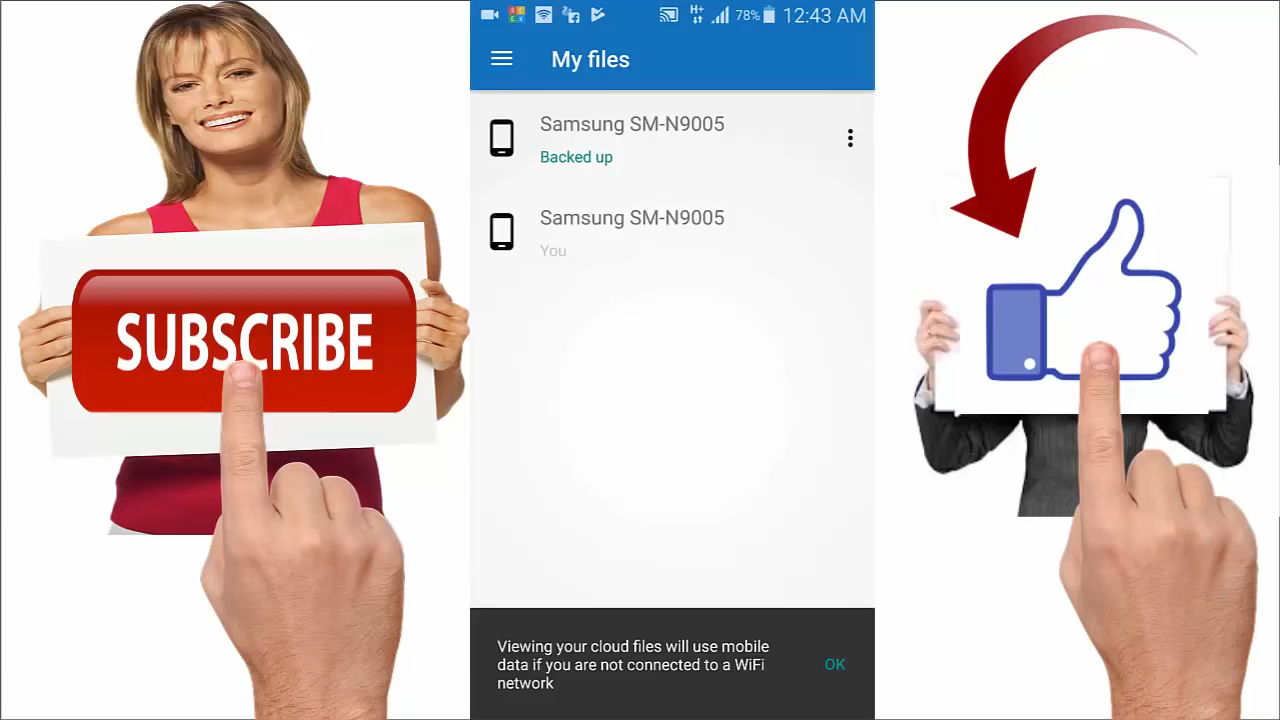 78% 12:43 AM
My files
Samsung SM-N9005
Backed up
Samsung SM-N9005
You
SUBSCRIBE
Viewing your cloud files will use mobile
data if you are not connected to a WiFi
network
OK